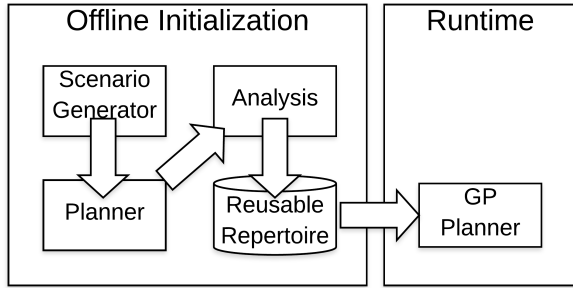 Offline Initialization
Runtime
Scenario
Generator
Analysis
Planner
Reusable
Repertoire
GP
Planner